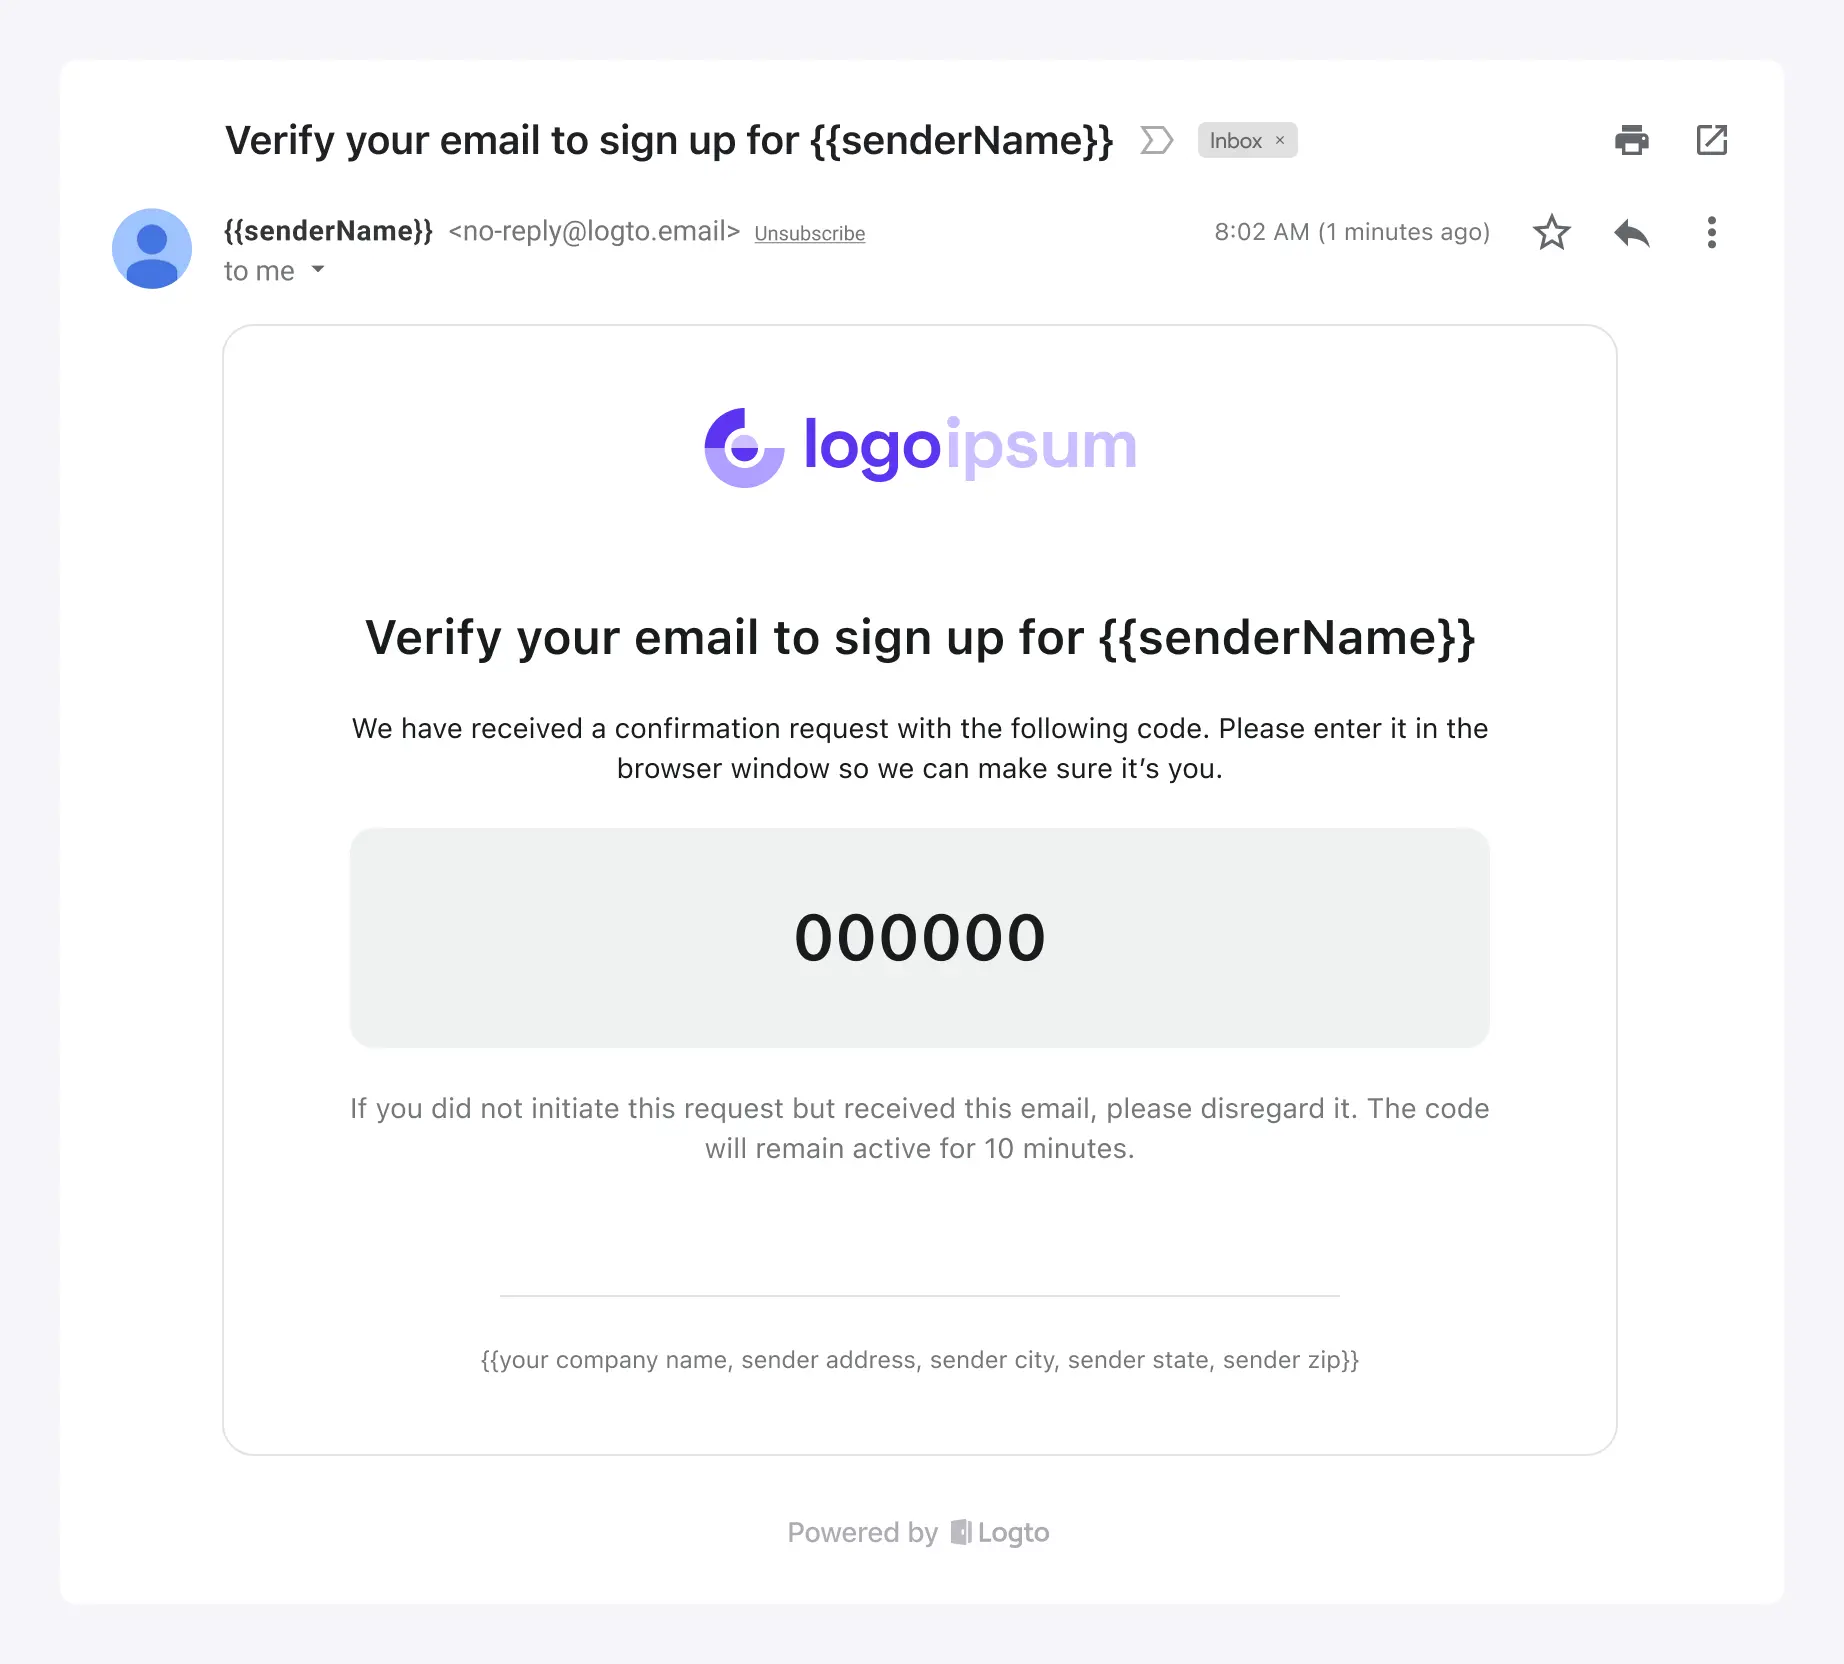 Verify your email to sign up for {{senderName}} Inbox ×
{{senderName}} <no-reply@logto.email> Unsubscribe 8:02 AM (1 minutes ago)
to me
logoipsum
Verify your email to sign up for {{senderName}}
We have received a confirmation request with the following code. Please enter it in the
browser window so we can make sure it’s you.
000000
If you did not initiate this request but received this email, please disregard it. The code
will remain active for 10 minutes.
{{your company name, sender address, sender city, sender state, sender zip}}
Powered by Logto